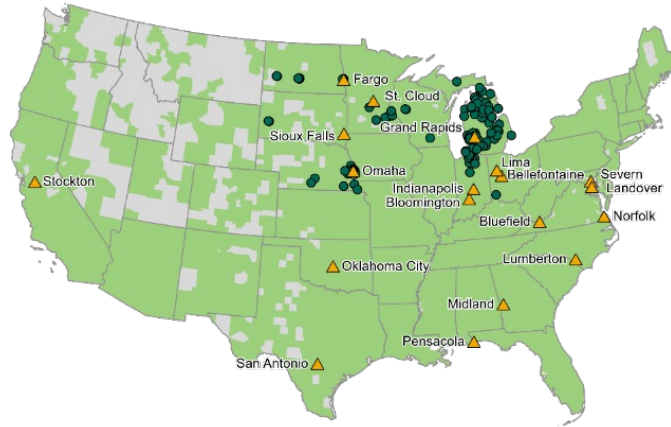 Fargo
St. Cloud
Grand Rapids
Sioux Falls
Lima
Bellefontaine
Severn
Omaha
Landover
Stockton
Indianapolis
Bloomington
Norfolk
Bluefield
Lumberton
Oklahoma City
Midland
Pensacola
San Antonio